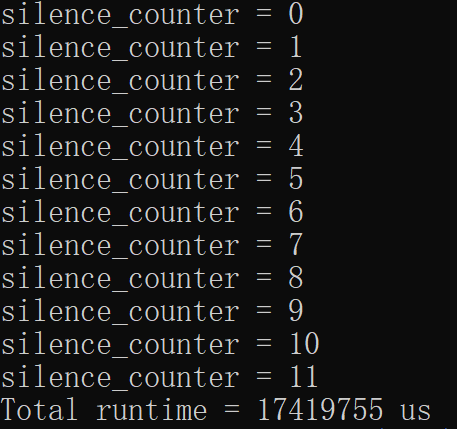 silence_counter = 0
silence_counter = 1
silence_counter = 2
silence_counter = 3
silence_counter = 4
silence_counter = 5
silence_counter = 6
silence_counter = 7
silence_counter = 8
silence_counter = 9
silence_counter = 10
silence_counter = 11
Total runtime = 17419755 us